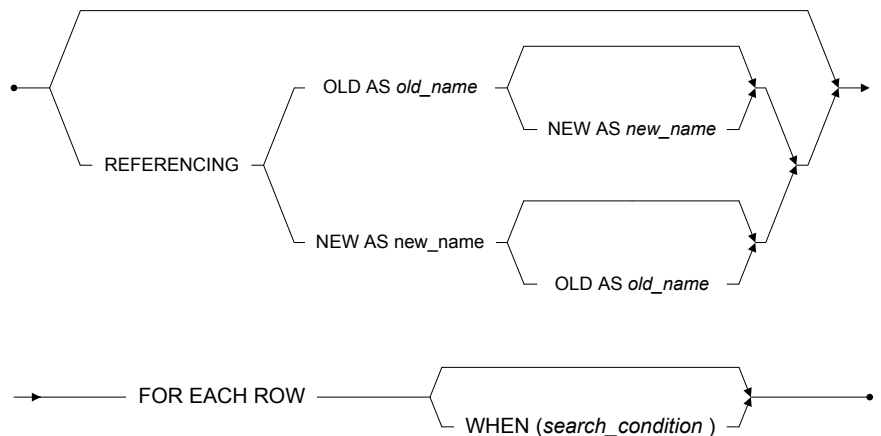 OLD AS old_name
NEW AS new_name
REFERENCING
NEW AS new_name
OLD AS old_name
FOR EACH ROW
WHEN (search_condition )